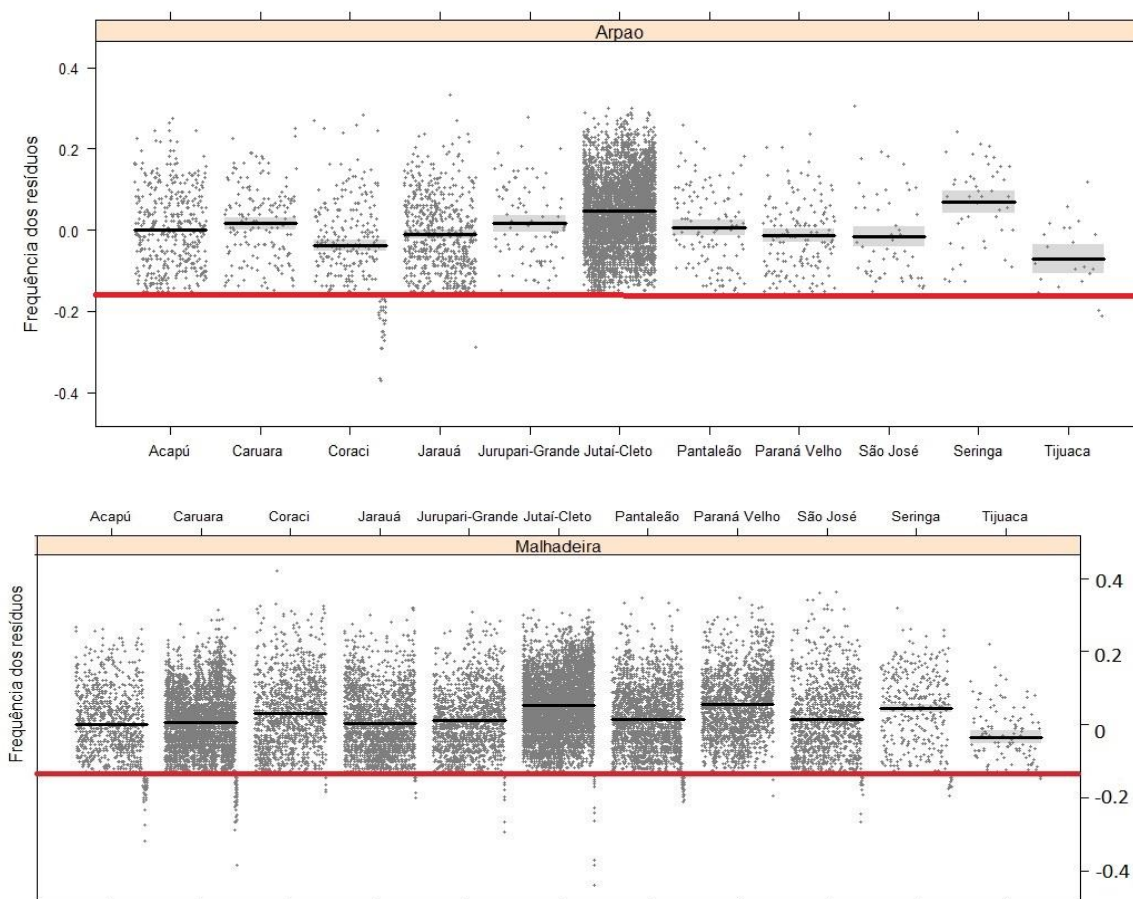 Arpao
Frequência dos resíduos
0.4
0.2
0.0
-0.2
-0.4
Acapú Caruara Coraci Jarauá Jurupari-Grande Jutaí-Cleto Pantaleão Paraná Velho São José Seringa Tijuaca
Acapú Caruara Coraci Jarauá Jurupari-Grande Jutaí-Cleto Pantaleão Paraná Velho São José Seringa Tijuaca
Malhadeira
Frequência dos resíduos
0.4
0.2
0
-0.2
-0.4